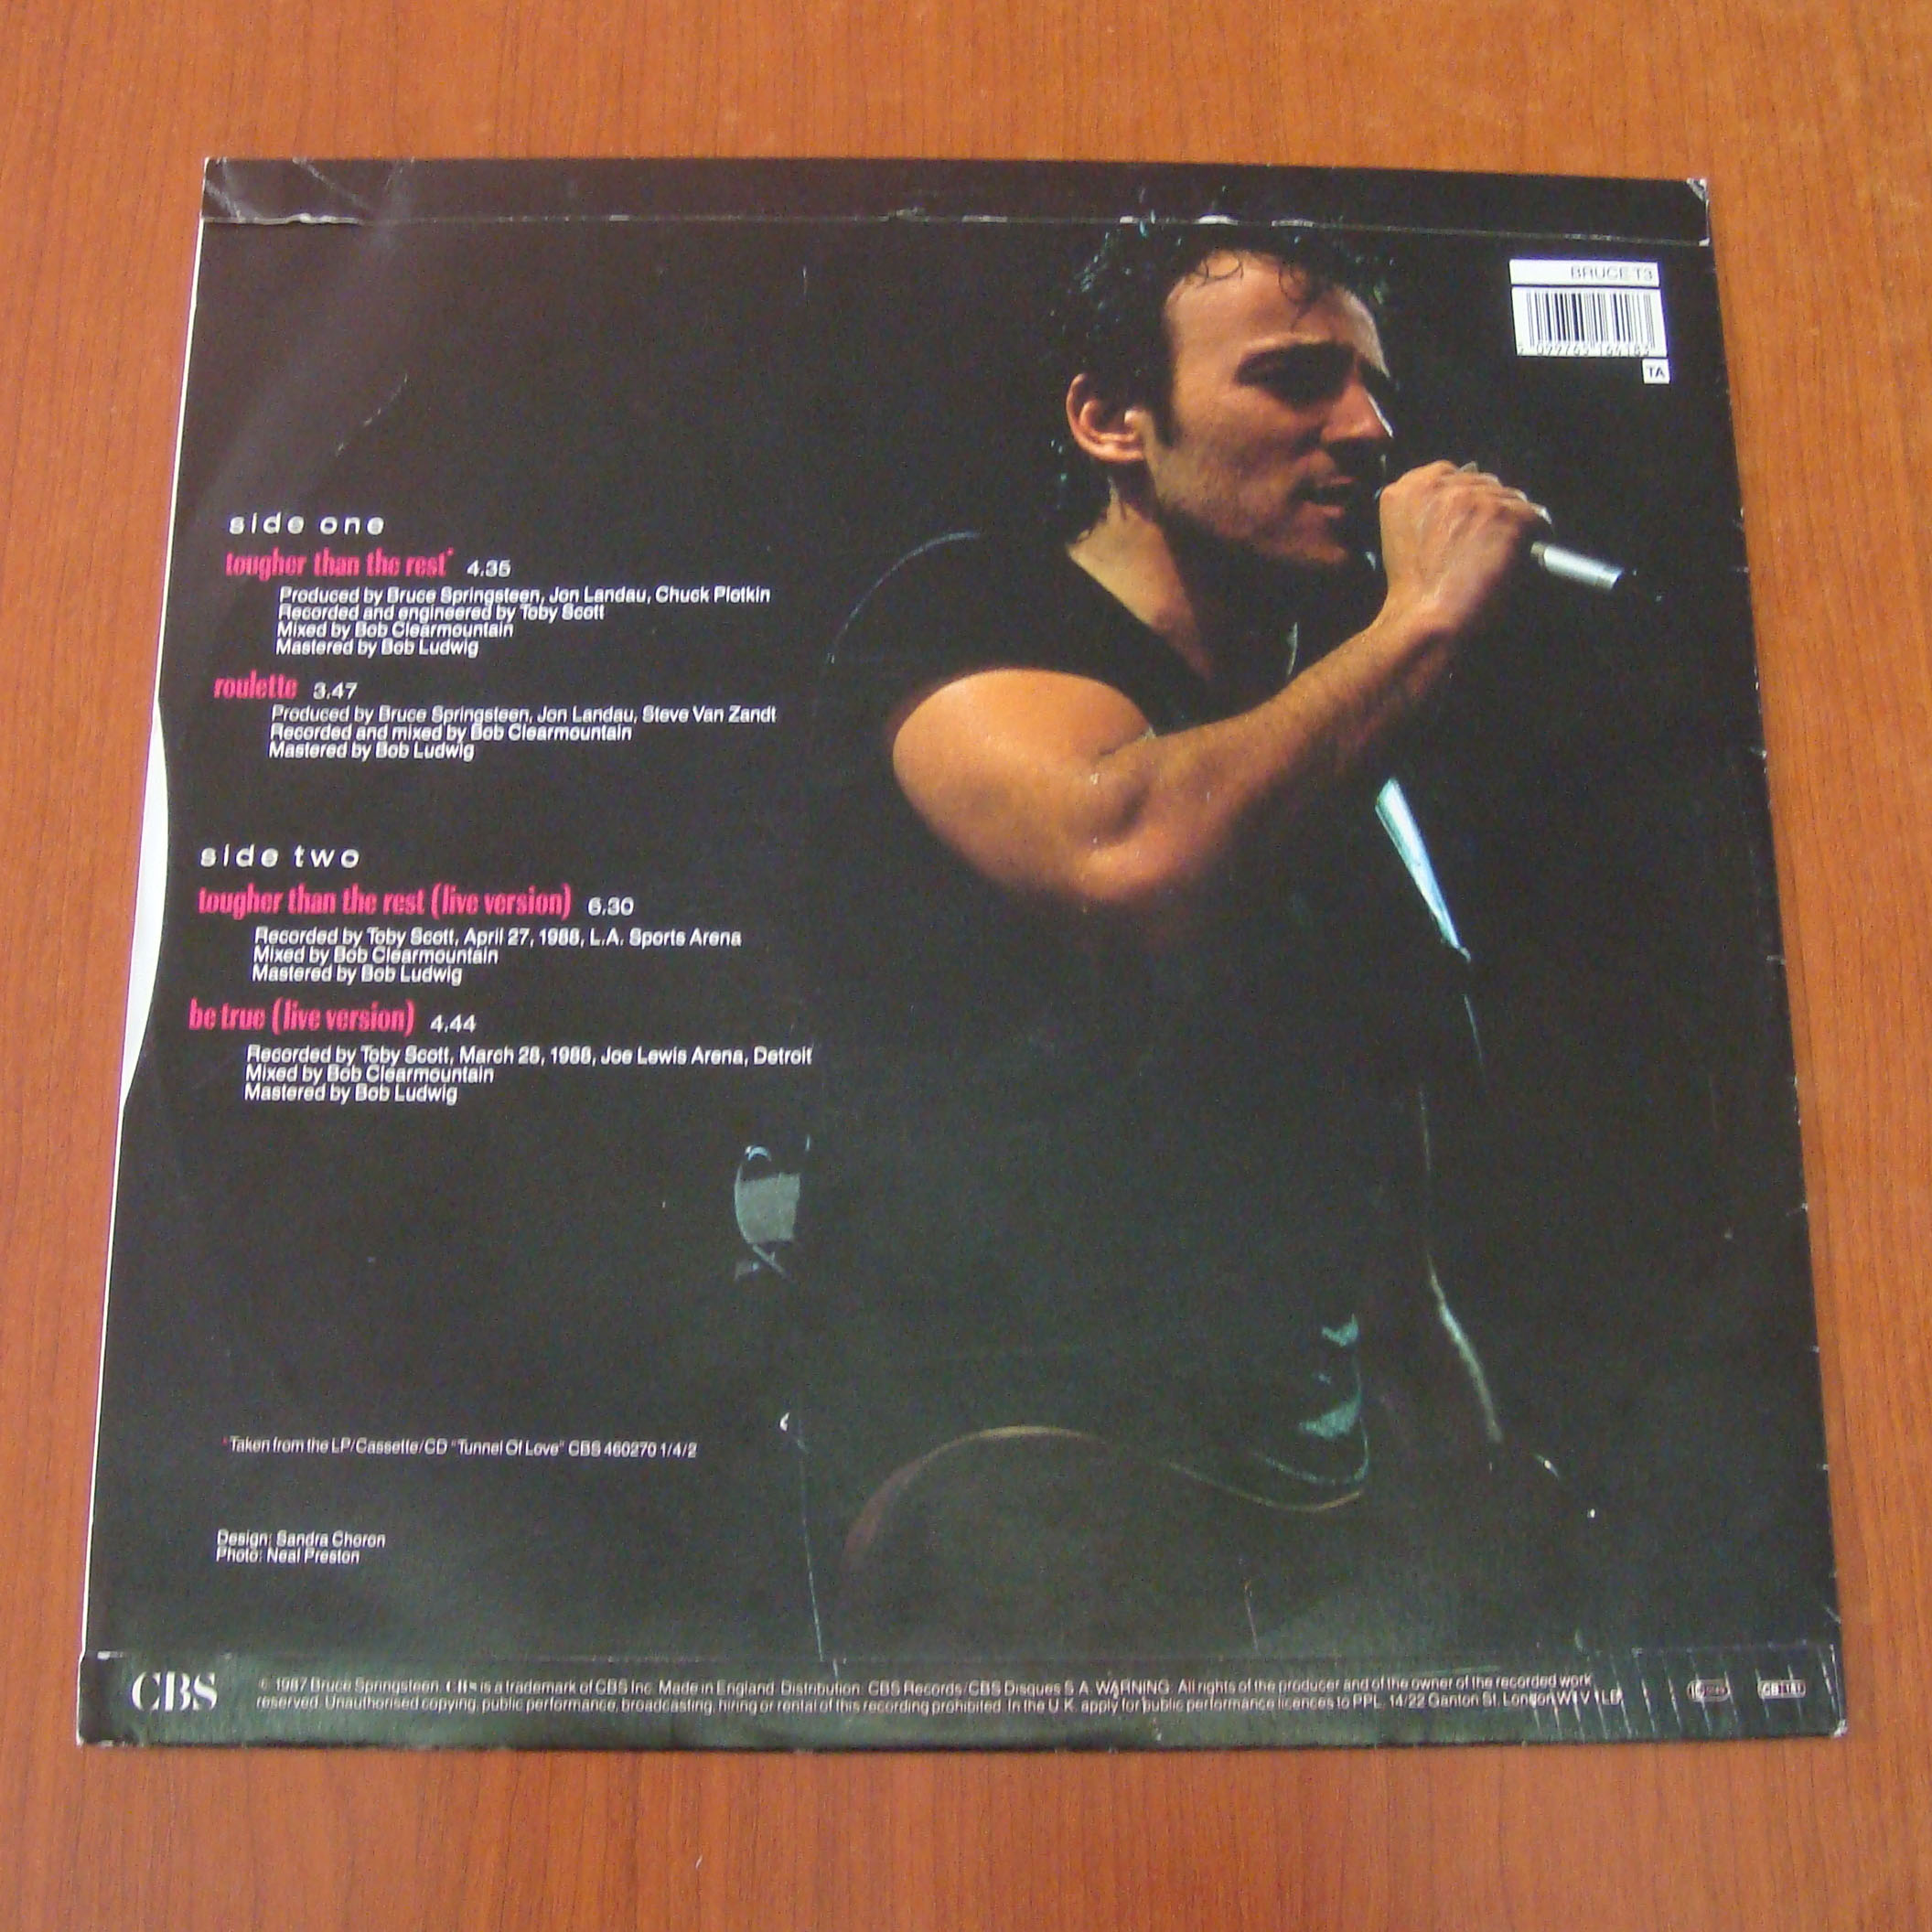 BRUCE T3
TA
side one
tougher than the rest* 4.35
Produced by Bruce Springsteen, Jon Landau, Chuck Plotkin
Recorded and engineered by Toby Scott
Mixed by Bob Clearmountain
Mastered by Bob Ludwig
roulette 3.47
Produced by Bruce Springsteen, Jon Landau, Steve Van Zandt
Recorded and mixed by Bob Clearmountain
Mastered by Bob Ludwig
side two
tougher than the rest (live version) 6.30
Recorded by Toby Scott, April 27, 1988, L.A. Sports Arena
Mixed by Bob Clearmountain
Mastered by Bob Ludwig
be true (live version) 4.44
Recorded by Toby Scott, March 28, 1988, Joe Lewis Arena, Detroit
Mixed by Bob Clearmountain
Mastered by Bob Ludwig
*Taken from the LP/Cassette/CD "Tunnel Of Love" CBS 460270 1/4/2
Design: Sandra Choron
Photo: Neal Preston
CBS
© 1987 Bruce Springsteen. CBS is a trademark of CBS Inc. Made in England. Distribution: CBS Records/CBS Disques S.A. WARNING: All rights of the producer and of the owner of the recorded work
reserved. Unauthorised copying, public performance, broadcasting, hiring or rental of this recording prohibited. In the U.K. apply for public performance licences to PPL, 14/22 Ganton St, London W1V 1LB